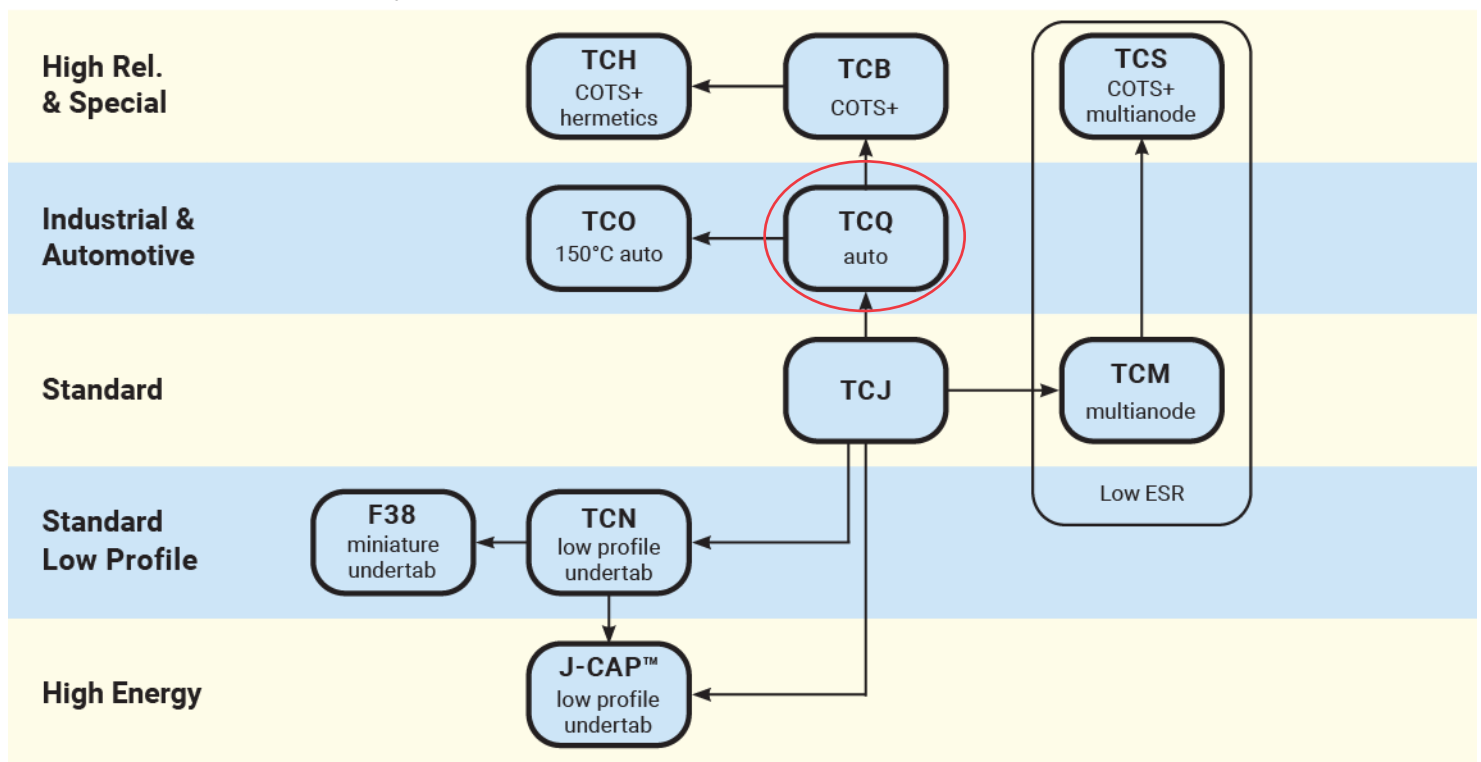 High Rel.
& Special
TCH
COTS+
hermetics
TCB
COTS+
TCS
COTS+
multianode
Industrial &
Automotive
TCO
150°C auto
TCQ
auto
Standard
TCJ
TCM
multianode
Low ESR
Standard
Low Profile
F38
miniature
undertab
TCN
low profile
undertab
High Energy
J-CAP™
low profile
undertab